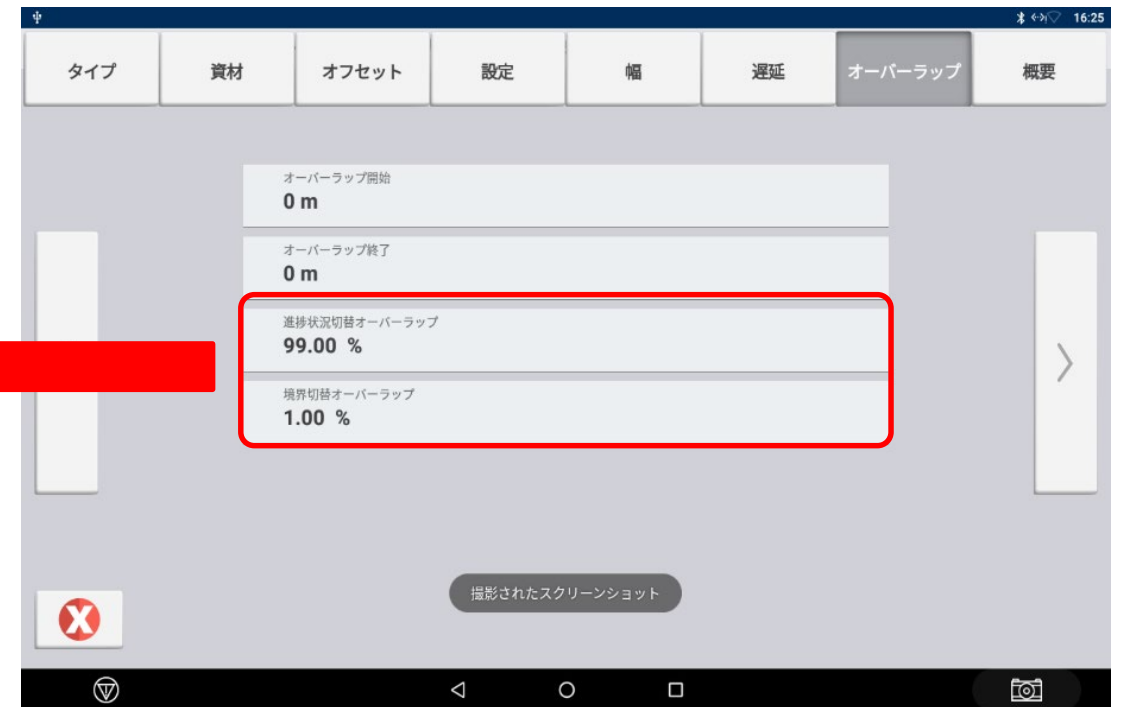 16:25
タイプ 資材 オフセット 設定 幅 遅延 オーバーラップ 概要
オーバーラップ開始
0 m
オーバーラップ終了
0 m
進捗状況切替オーバーラップ
99.00 %
境界切替オーバーラップ
1.00 %
撮影されたスクリーンショット